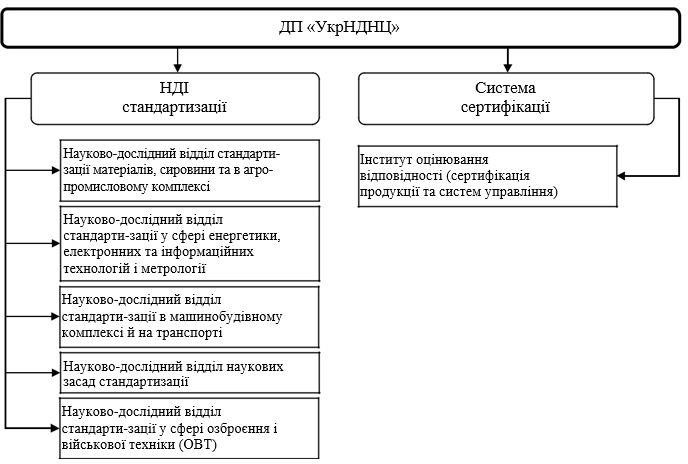 ДП «УкрНДНЦ»
НДІ
стандартизації
Система
сертифікації
Науково-дослідний відділ стандарти-
зації матеріалів, сировини та в агро-
промисловому комплексі
Науково-дослідний відділ
стандарти-зації у сфері енергетики,
електронних та інформаційних
технологій і метрології
Науково-дослідний відділ
стандарти-зації в машинобудівному
комплексі й на транспорті
Науково-дослідний відділ наукових
засад стандартизації
Науково-дослідний відділ
стандарти-зації у сфері озброєння і
військової техніки (ОВТ)
Інститут оцінювання
відповідності (сертифікація
продукції та систем управління)